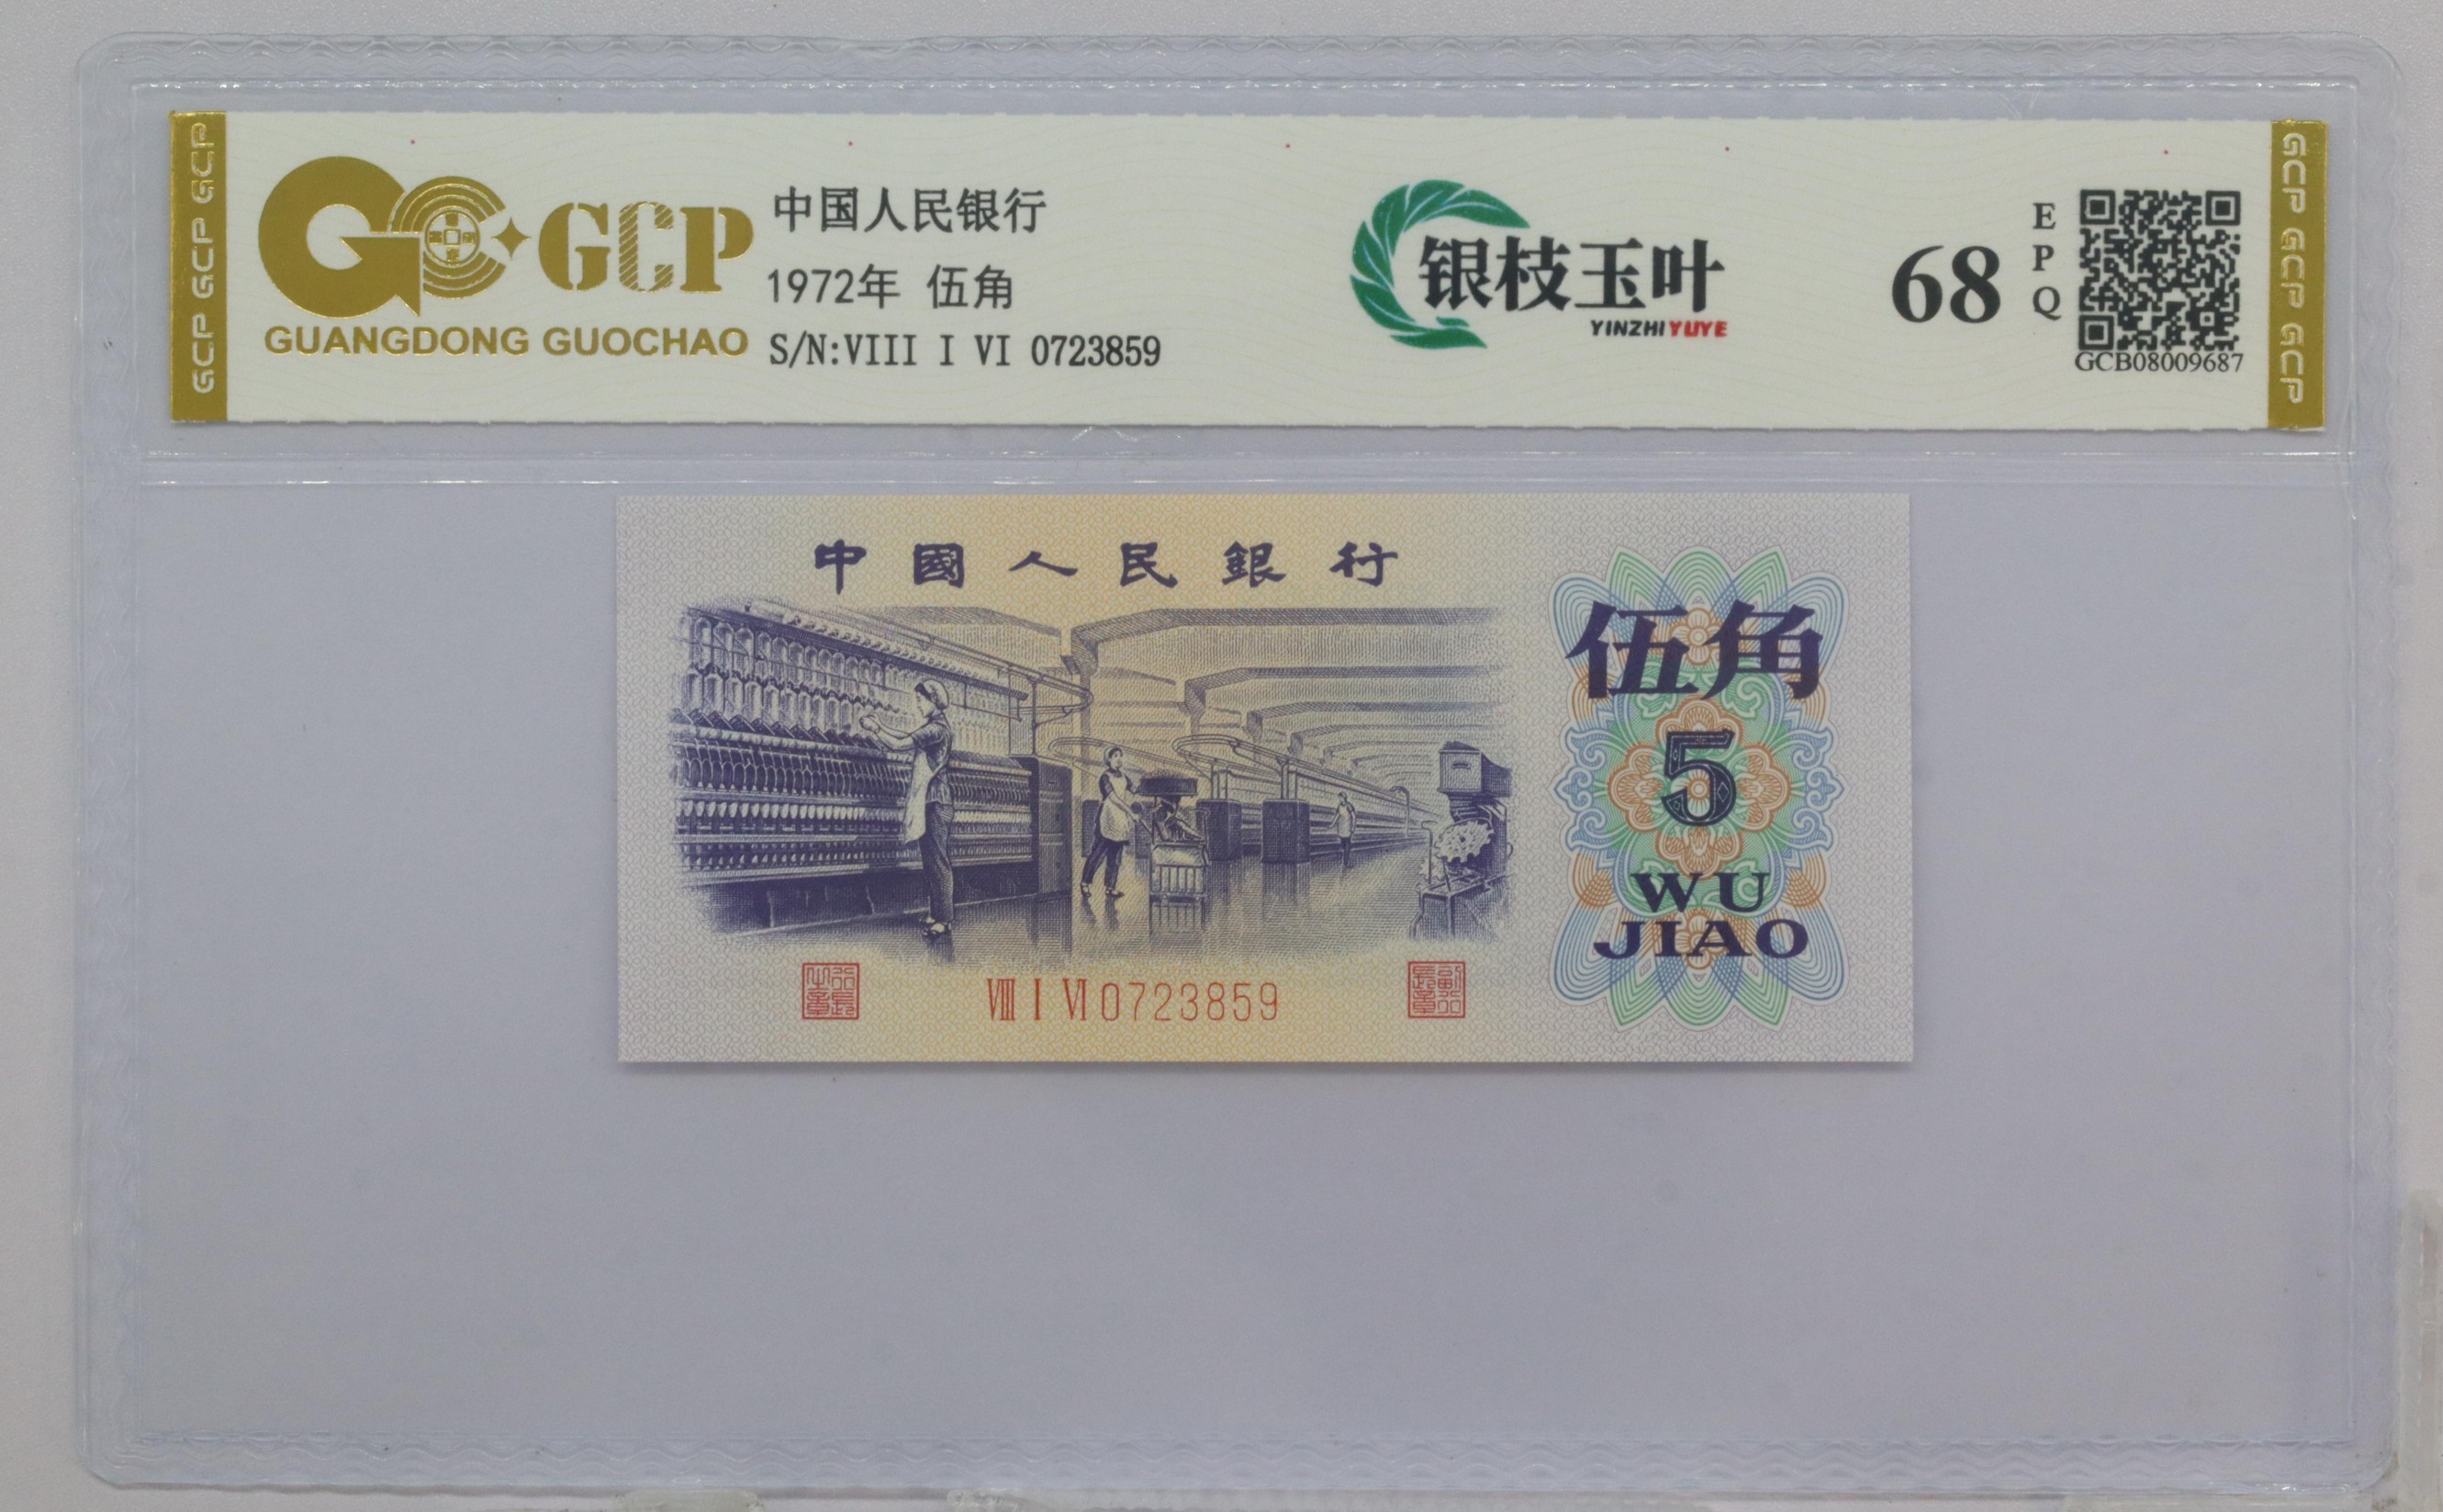 GCP GCP GCP
GCP
GUANGDONG GUOCHAO
中国人民银行
1972年 伍角
S/N:VIII I VI 0723859
银枝玉叶
YINZHIYUYE
68
EPQ
GCB08009687
GCP GCP GCP
中國人民銀行
伍角
5
WU
JIAO
VIII I VI 0723859